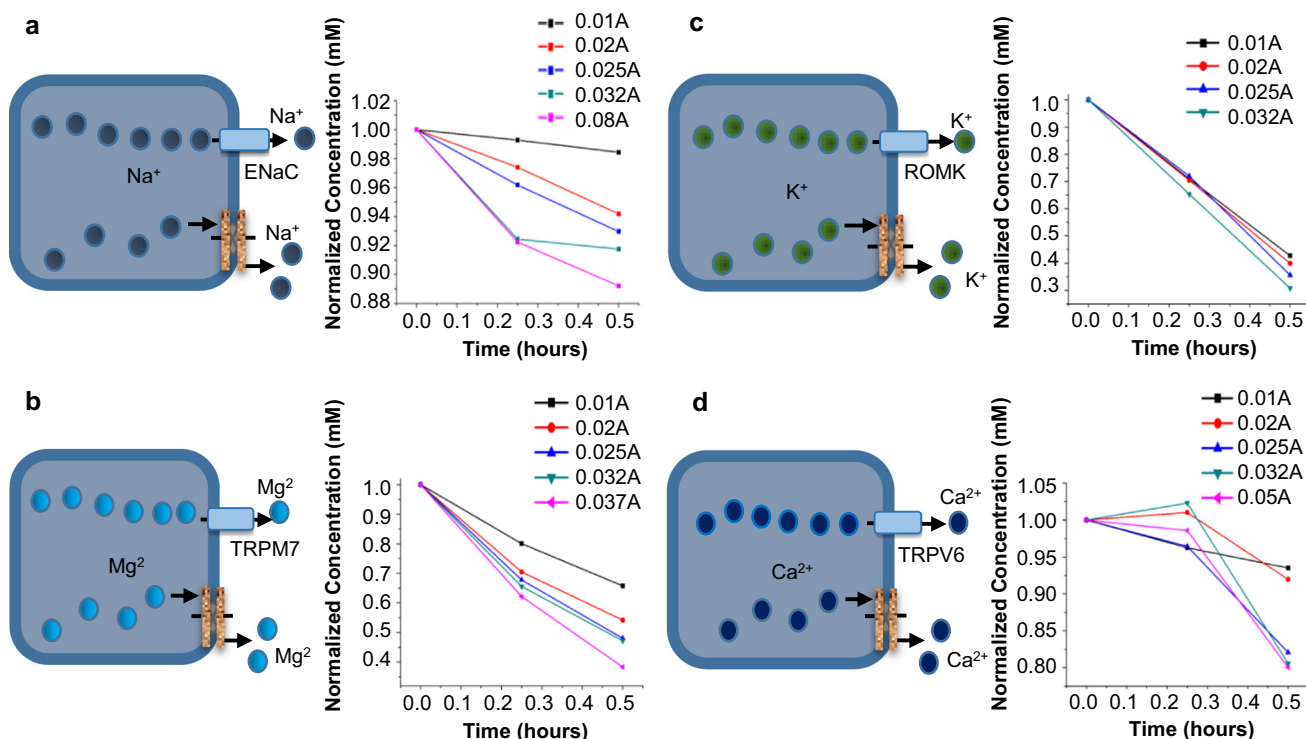 a
Na⁺
ENaC
Na⁺
Na⁺
Normalized Concentration (mM)
0.01A
0.02A
0.025A
0.032A
0.08A
1.02
1.00
0.98
0.96
0.94
0.92
0.90
0.88
0.0 0.1 0.2 0.3 0.4 0.5
Time (hours)
c
K⁺
ROMK
K⁺
K⁺
Normalized Concentration (mM)
0.01A
0.02A
0.025A
0.032A
1.0
0.9
0.8
0.7
0.6
0.5
0.4
0.3
0.0 0.1 0.2 0.3 0.4 0.5
Time (hours)
b
Mg²
TRPM7
Mg²
Mg²
Normalized Concentration (mM)
0.01A
0.02A
0.025A
0.032A
0.037A
1.0
0.9
0.8
0.7
0.6
0.5
0.4
0.0 0.1 0.2 0.3 0.4 0.5
Time (hours)
d
Ca²⁺
TRPV6
Ca²⁺
Ca²⁺
Normalized Concentration (mM)
0.01A
0.02A
0.025A
0.032A
0.05A
1.05
1.00
0.95
0.90
0.85
0.80
0.0 0.1 0.2 0.3 0.4 0.5
Time (hours)